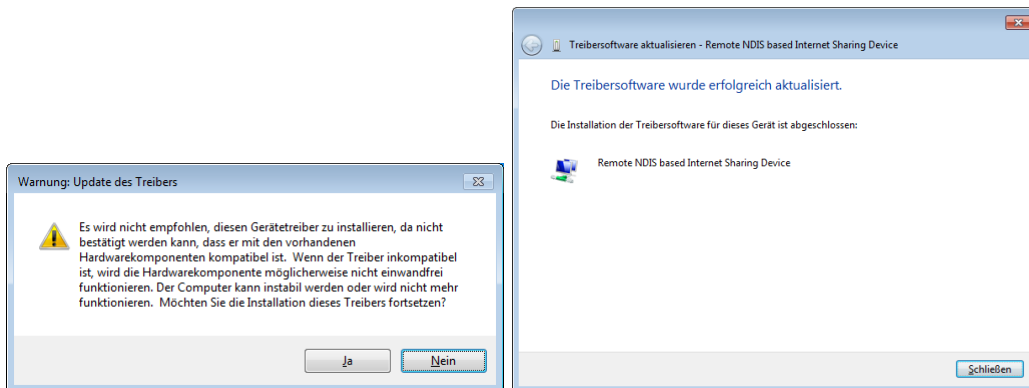 Warnung: Update des Treibers
Es wird nicht empfohlen, diesen Gerätetreiber zu installieren, da nicht
bestätigt werden kann, dass er mit den vorhandenen
Hardwarekomponenten kompatibel ist. Wenn der Treiber inkompatibel
ist, wird die Hardwarekomponente möglicherweise nicht einwandfrei
funktionieren. Der Computer kann instabil werden oder wird nicht mehr
funktionieren. Möchten Sie die Installation dieses Treibers fortsetzen?
Ja
Nein
Treibersoftware aktualisieren - Remote NDIS based Internet Sharing Device
Die Treibersoftware wurde erfolgreich aktualisiert.
Die Installation der Treibersoftware für dieses Gerät ist abgeschlossen:
Remote NDIS based Internet Sharing Device
Schließen